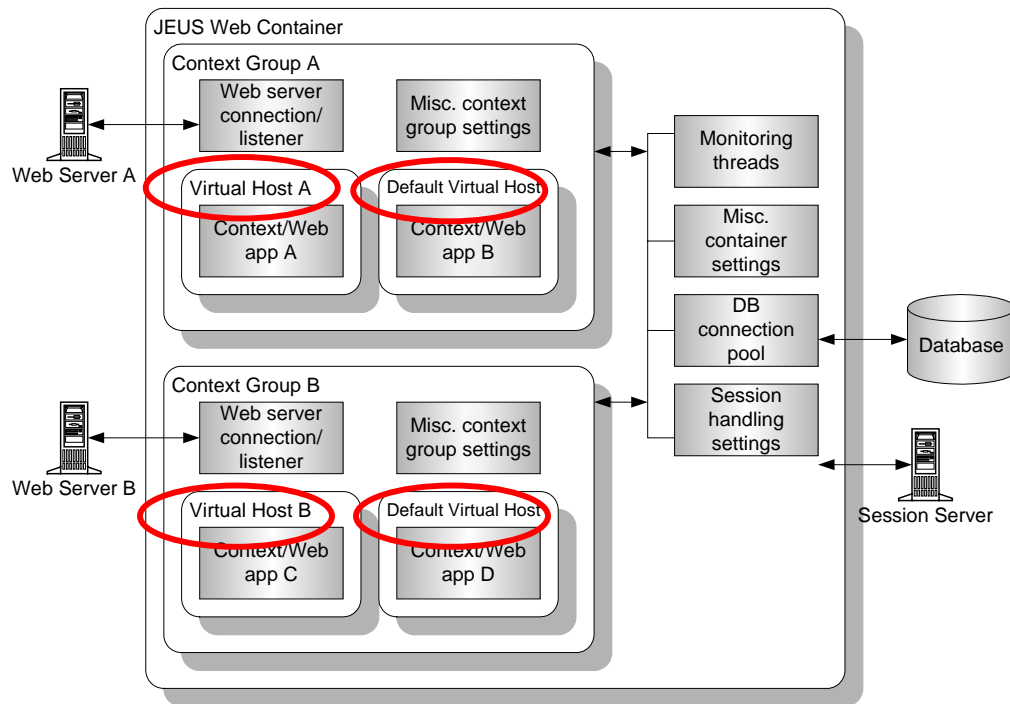 JEUS Web Container
Context Group A
Web server
connection/
listener
Misc. context
group settings
Web Server A
Virtual Host A
Context/Web
app A
Default Virtual Host
Context/Web
app B
Monitoring
threads
Misc.
container
settings
DB
connection
pool
Database
Session
handling
settings
Session Server
Context Group B
Web server
connection/
listener
Misc. context
group settings
Web Server B
Virtual Host B
Context/Web
app C
Default Virtual Host
Context/Web
app D